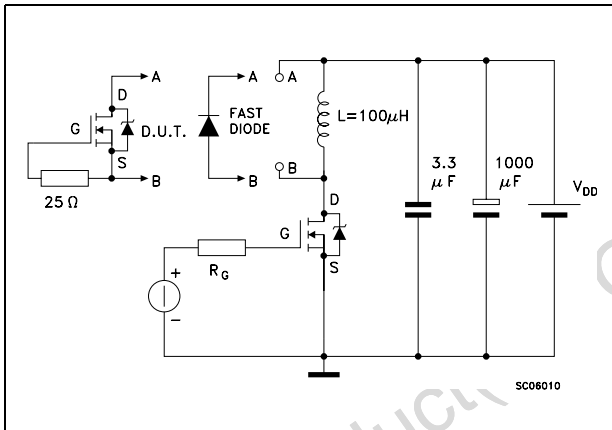 A
A
A
D
G
D.U.T.
S
B
25 Ω
FAST
DIODE
B
B
L=100μH
D
G
S
R_G
+
-
3.3
μF
1000
μF
V_DD
SC06010